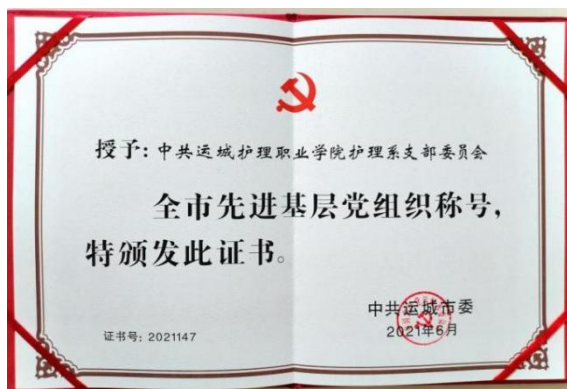 授予：中共运城护理职业学院护理系支部委员会
全市先进基层党组织称号，
特颁发此证书。
中共运城市委
2021年6月
证书号：2021147